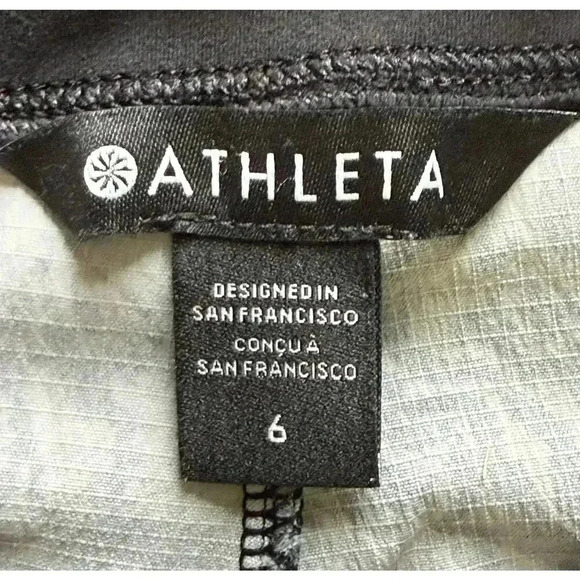 ATHLETA
DESIGNED IN
SAN FRANCISCO
CONÇU À
SAN FRANCISCO
6